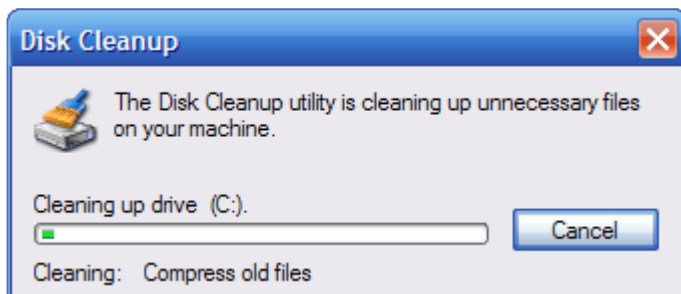 Disk Cleanup
The Disk Cleanup utility is cleaning up unnecessary files
on your machine.
Cleaning up drive (C:).
Cancel
Cleaning: Compress old files